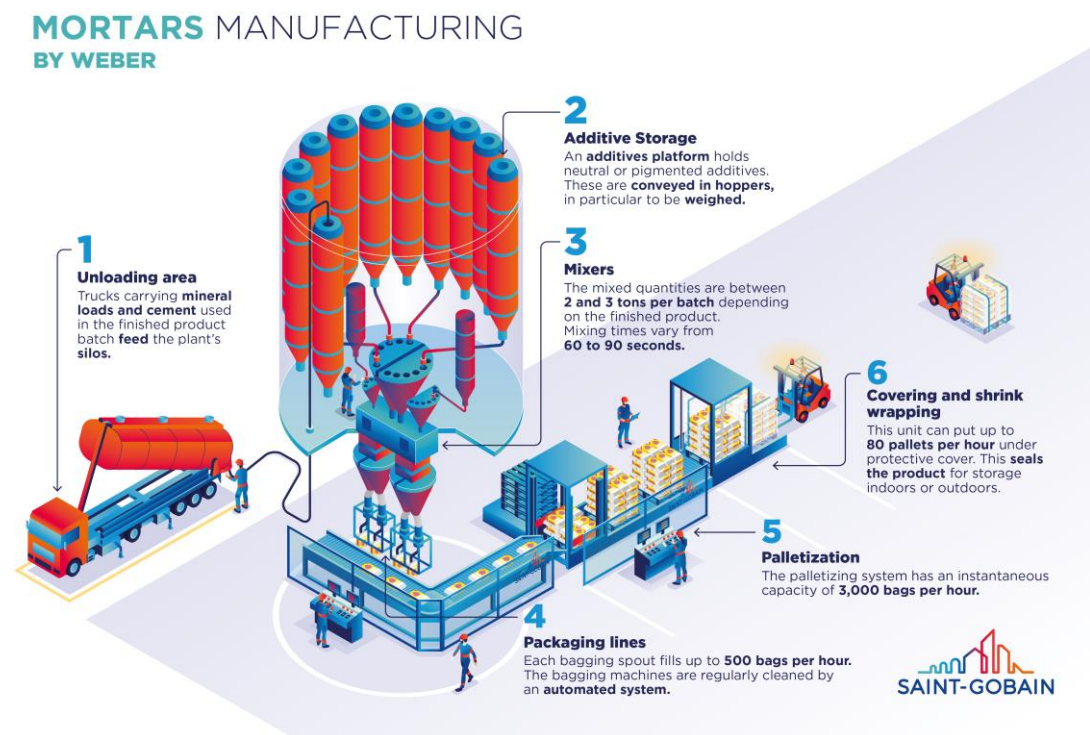 MORTARS MANUFACTURING
BY WEBER
1
Unloading area
Trucks carrying mineral
loads and cement used
in the finished product
batch feed the plant's
silos.
2
Additive Storage
An additives platform holds
neutral or pigmented additives.
These are conveyed in hoppers,
in particular to be weighed.
3
Mixers
The mixed quantities are between
2 and 3 tons per batch depending
on the finished product.
Mixing times vary from
60 to 90 seconds.
4
Packaging lines
Each bagging spout fills up to 500 bags per hour.
The bagging machines are regularly cleaned by
an automated system.
5
Palletization
The palletizing system has an instantaneous
capacity of 3,000 bags per hour.
6
Covering and shrink
wrapping
This unit can put up to
80 pallets per hour under
protective cover. This seals
the product for storage
indoors or outdoors.
SAINT-GOBAIN